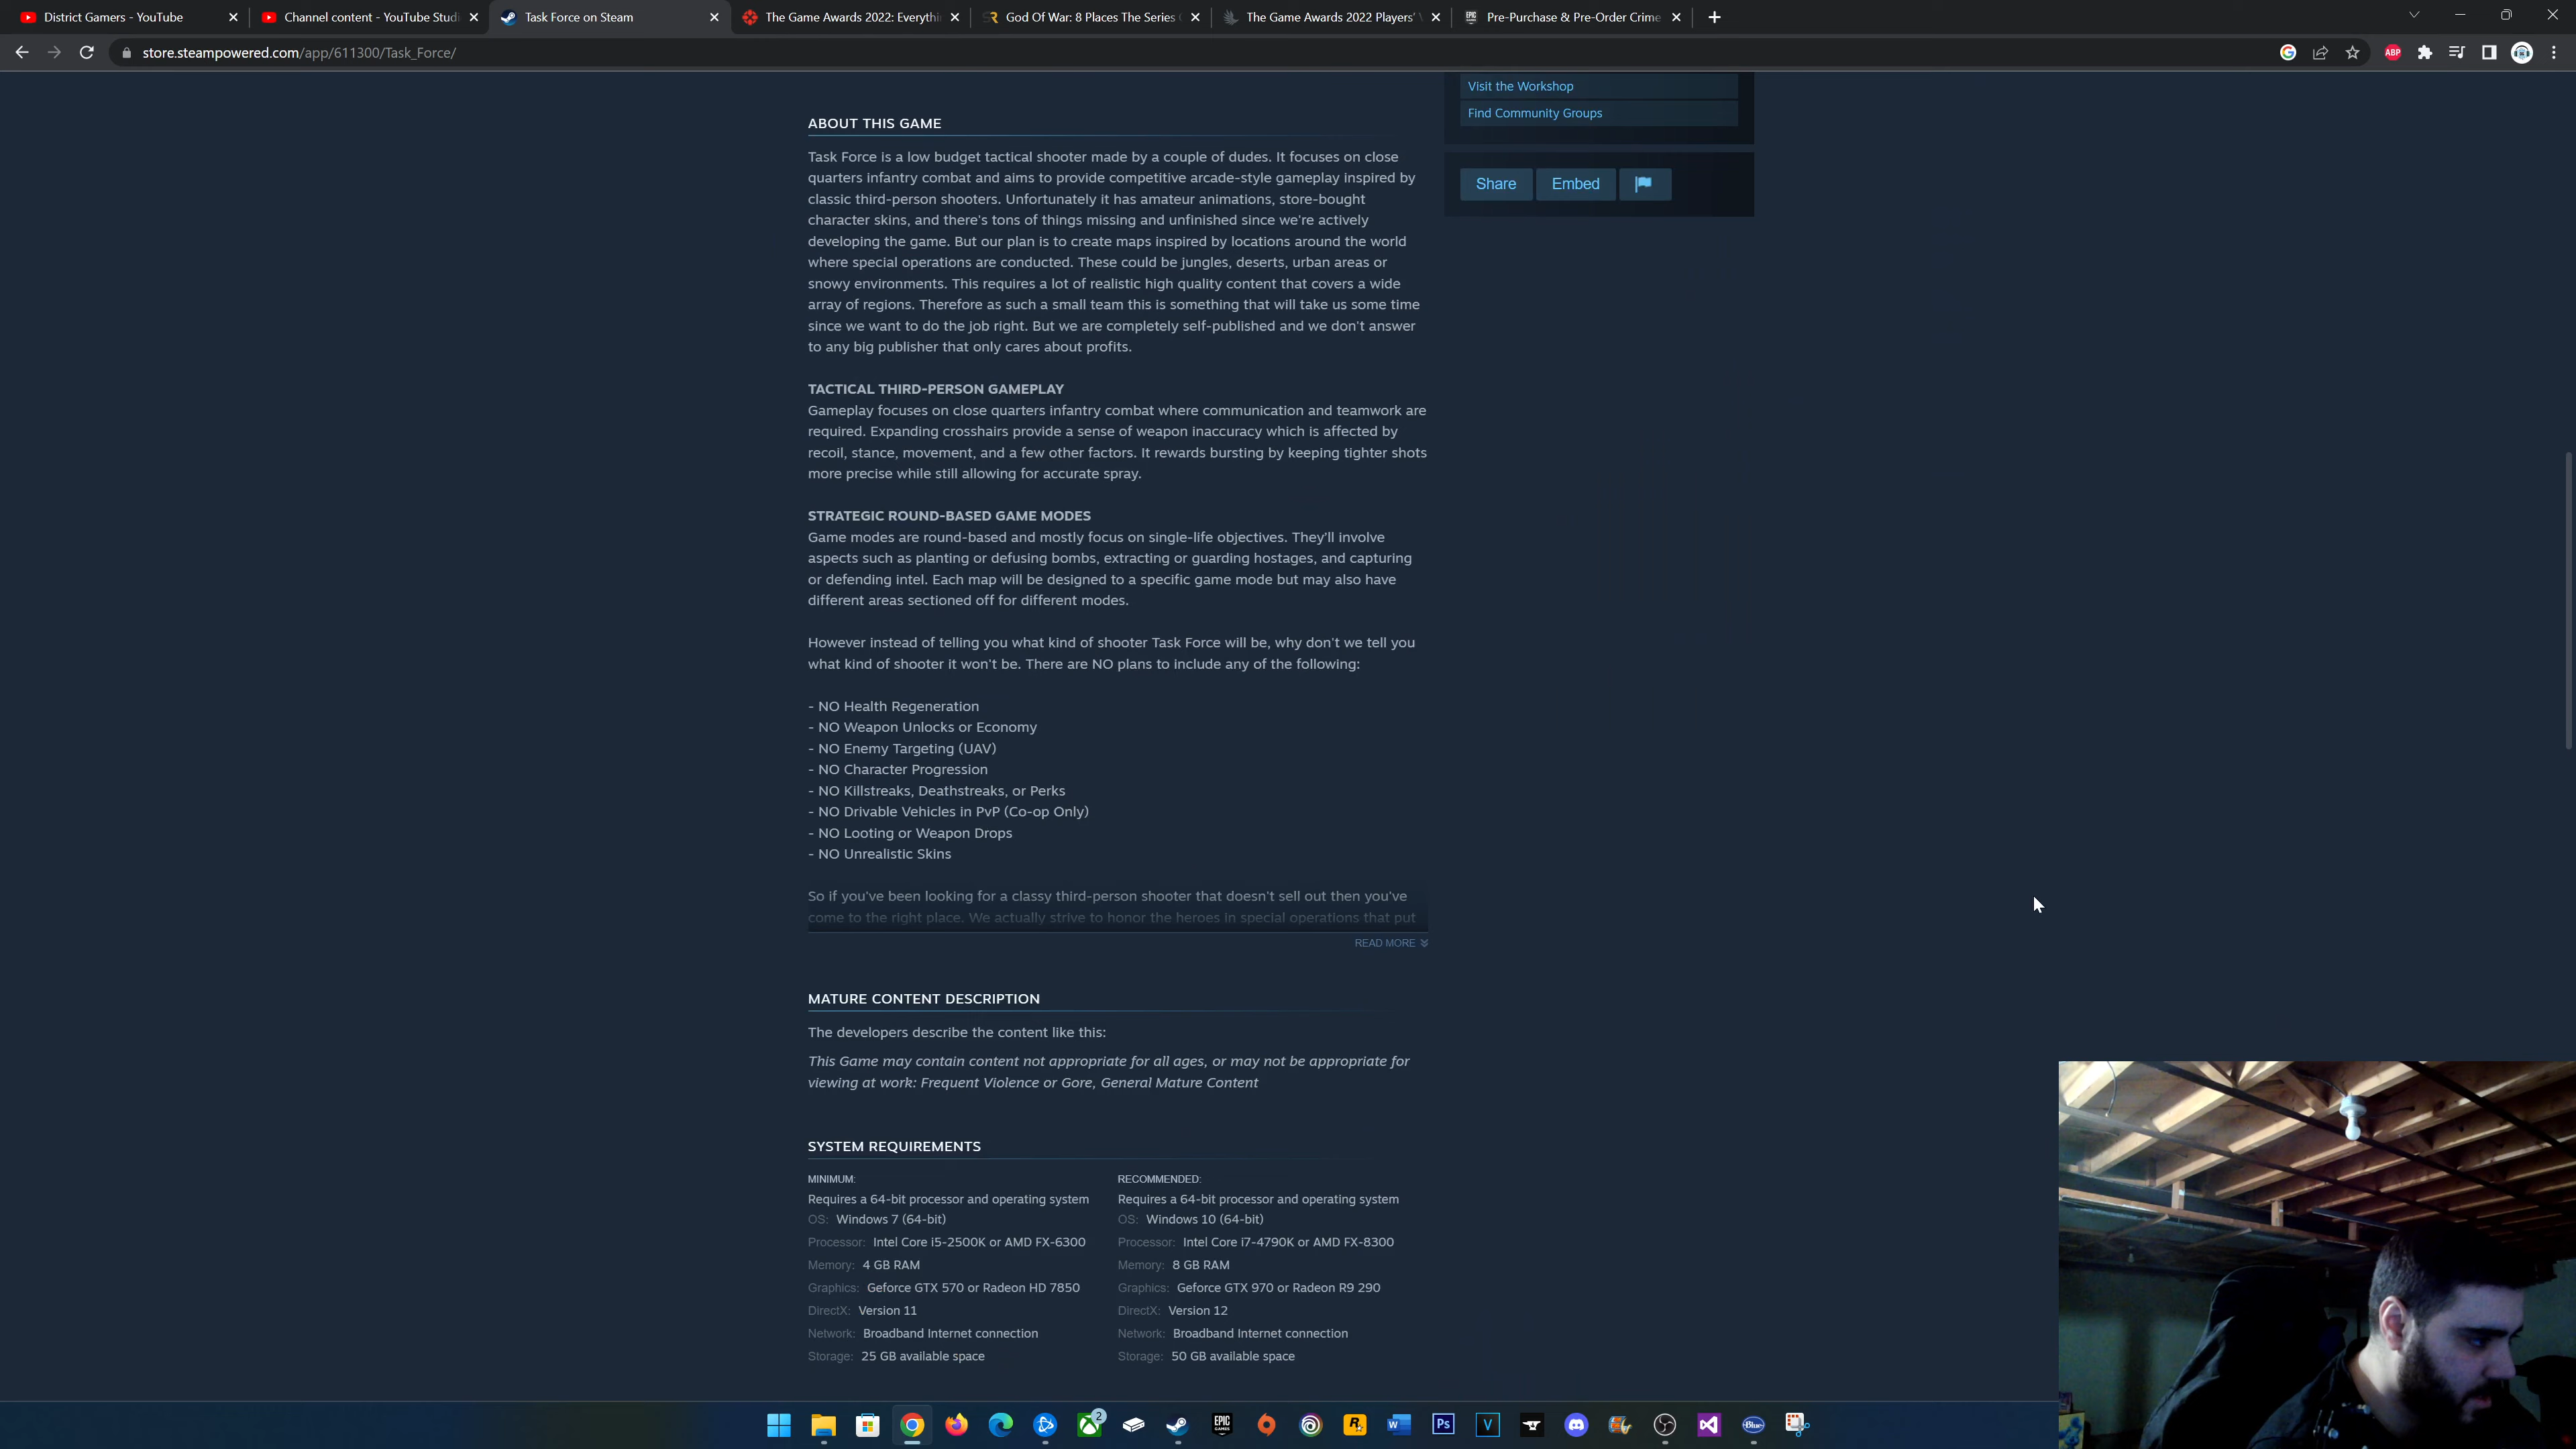 District Gamers - YouTube
Channel content - YouTube Studi
Task Force on Steam
The Game Awards 2022: Everythi
God Of War: 8 Places The Series
The Game Awards 2022 Players'
Pre-Purchase & Pre-Order Crime
store.steampowered.com/app/611300/Task_Force/
ABP
Visit the Workshop
Find Community Groups
Share
Embed
ABOUT THIS GAME
Task Force is a low budget tactical shooter made by a couple of dudes. It focuses on close
quarters infantry combat and aims to provide competitive arcade-style gameplay inspired by
classic third-person shooters. Unfortunately it has amateur animations, store-bought
character skins, and there's tons of things missing and unfinished since we're actively
developing the game. But our plan is to create maps inspired by locations around the world
where special operations are conducted. These could be jungles, deserts, urban areas or
snowy environments. This requires a lot of realistic high quality content that covers a wide
array of regions. Therefore as such a small team this is something that will take us some time
since we want to do the job right. But we are completely self-published and we don't answer
to any big publisher that only cares about profits.
TACTICAL THIRD-PERSON GAMEPLAY
Gameplay focuses on close quarters infantry combat where communication and teamwork are
required. Expanding crosshairs provide a sense of weapon inaccuracy which is affected by
recoil, stance, movement, and a few other factors. It rewards bursting by keeping tighter shots
more precise while still allowing for accurate spray.
STRATEGIC ROUND-BASED GAME MODES
Game modes are round-based and mostly focus on single-life objectives. They'll involve
aspects such as planting or defusing bombs, extracting or guarding hostages, and capturing
or defending intel. Each map will be designed to a specific game mode but may also have
different areas sectioned off for different modes.
However instead of telling you what kind of shooter Task Force will be, why don't we tell you
what kind of shooter it won't be. There are NO plans to include any of the following:
- NO Health Regeneration
- NO Weapon Unlocks or Economy
- NO Enemy Targeting (UAV)
- NO Character Progression
- NO Killstreaks, Deathstreaks, or Perks
- NO Drivable Vehicles in PvP (Co-op Only)
- NO Looting or Weapon Drops
- NO Unrealistic Skins
So if you've been looking for a classy third-person shooter that doesn't sell out then you've
come to the right place. We actually strive to honor the heroes in special operations that put
READ MORE
MATURE CONTENT DESCRIPTION
The developers describe the content like this:
This Game may contain content not appropriate for all ages, or may not be appropriate for
viewing at work: Frequent Violence or Gore, General Mature Content
SYSTEM REQUIREMENTS
MINIMUM:
Requires a 64-bit processor and operating system
OS: Windows 7 (64-bit)
Processor: Intel Core i5-2500K or AMD FX-6300
Memory: 4 GB RAM
Graphics: Geforce GTX 570 or Radeon HD 7850
DirectX: Version 11
Network: Broadband Internet connection
Storage: 25 GB available space
RECOMMENDED:
Requires a 64-bit processor and operating system
OS: Windows 10 (64-bit)
Processor: Intel Core i7-4790K or AMD FX-8300
Memory: 8 GB RAM
Graphics: Geforce GTX 970 or Radeon R9 290
DirectX: Version 12
Network: Broadband Internet connection
Storage: 50 GB available space
2
EPIC GAMES
R
W
Ps
V
Blue